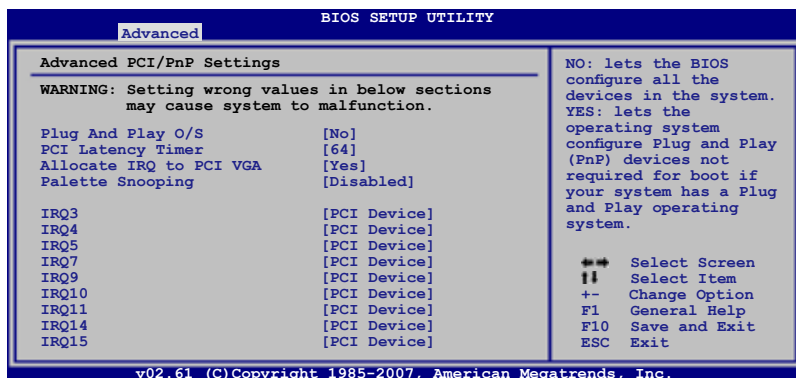 BIOS SETUP UTILITY
Advanced
Advanced PCI/PnP Settings
WARNING: Setting wrong values in below sections
may cause system to malfunction.
Plug And Play O/S [No]
PCI Latency Timer [64]
Allocate IRQ to PCI VGA [Yes]
Palette Snooping [Disabled]
IRQ3 [PCI Device]
IRQ4 [PCI Device]
IRQ5 [PCI Device]
IRQ7 [PCI Device]
IRQ9 [PCI Device]
IRQ10 [PCI Device]
IRQ11 [PCI Device]
IRQ14 [PCI Device]
IRQ15 [PCI Device]
NO: lets the BIOS
configure all the
devices in the system.
YES: lets the
operating system
configure Plug and Play
(PnP) devices not
required for boot if
your system has a Plug
and Play operating
system.
Select Screen
Select Item
+- Change Option
F1 General Help
F10 Save and Exit
ESC Exit
v02.61 (C)Copyright 1985-2007, American Megatrends, Inc.